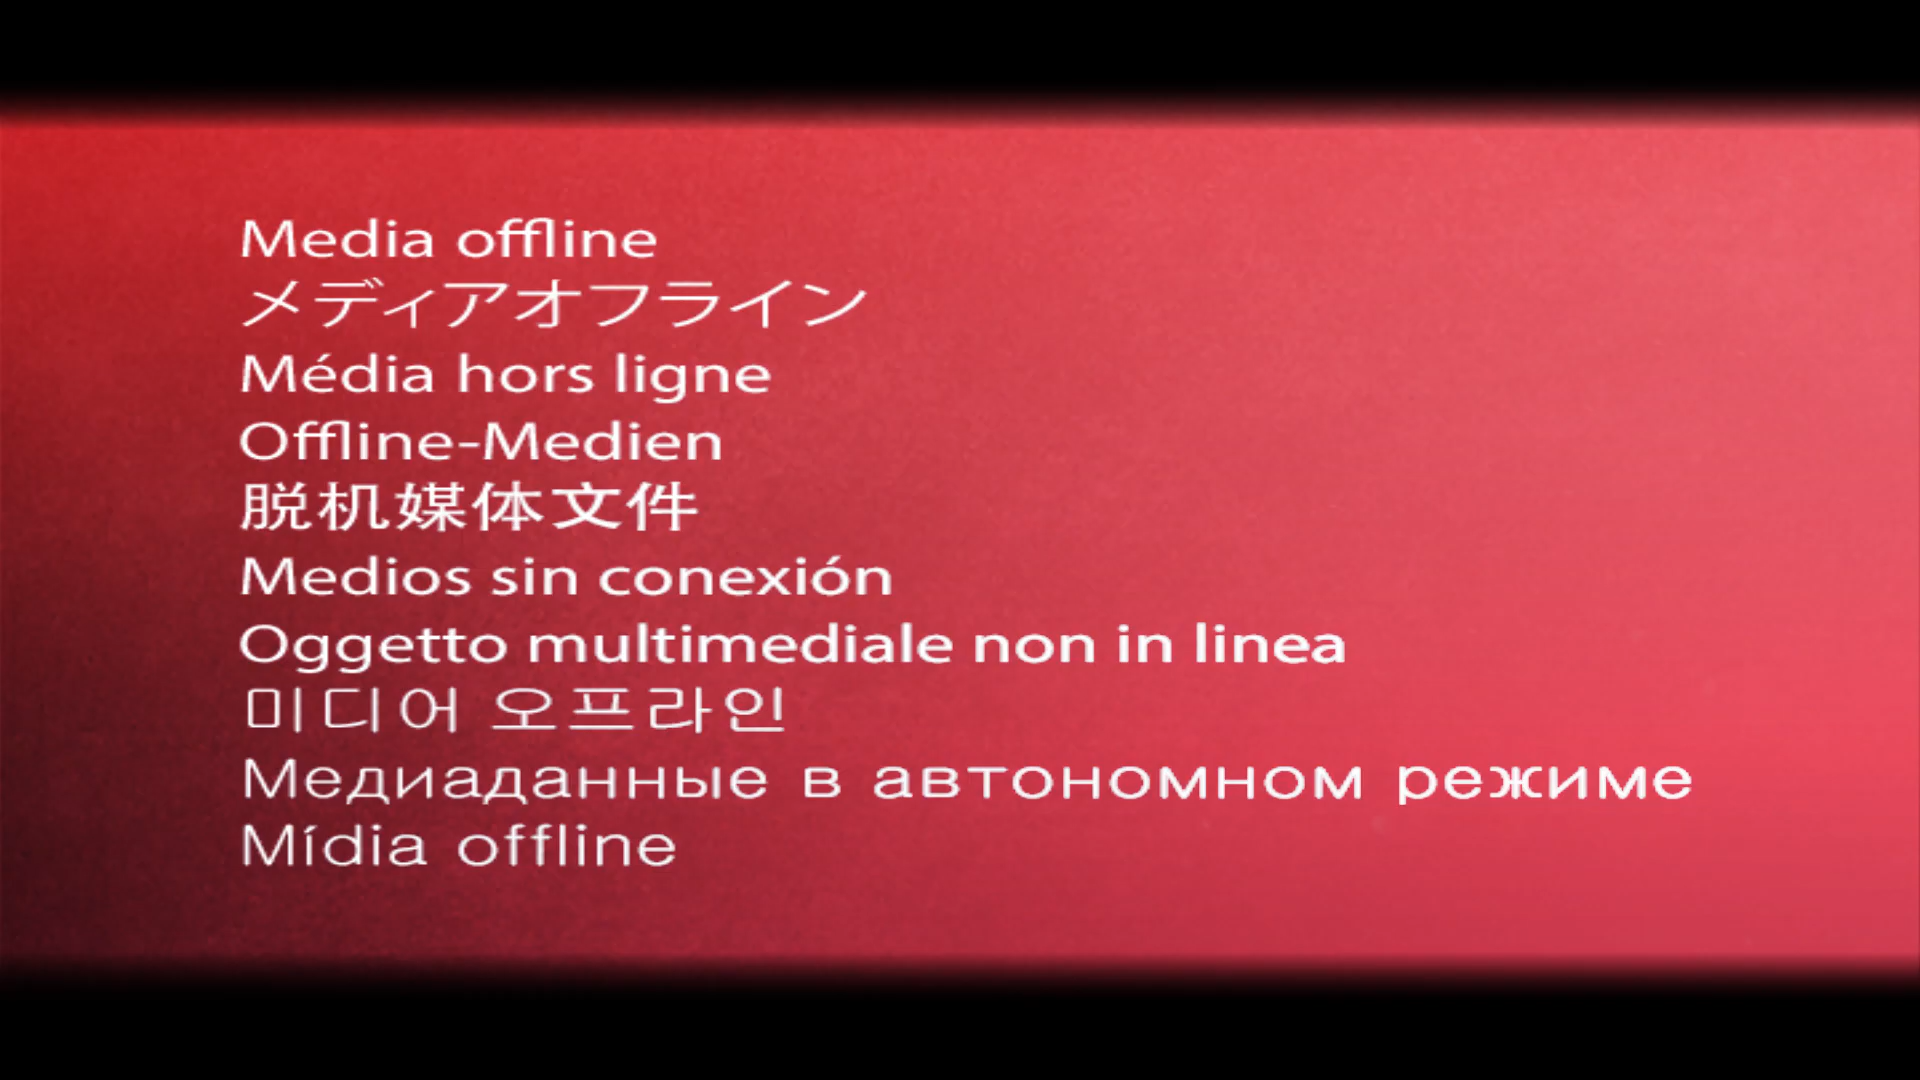 Media offline
メディアオフライン
Média hors ligne
Offline-Medien
脱机媒体文件
Medios sin conexión
Oggetto multimediale non in linea
미디어 오프라인
Медиаданные в автономном режиме
Mídia offline